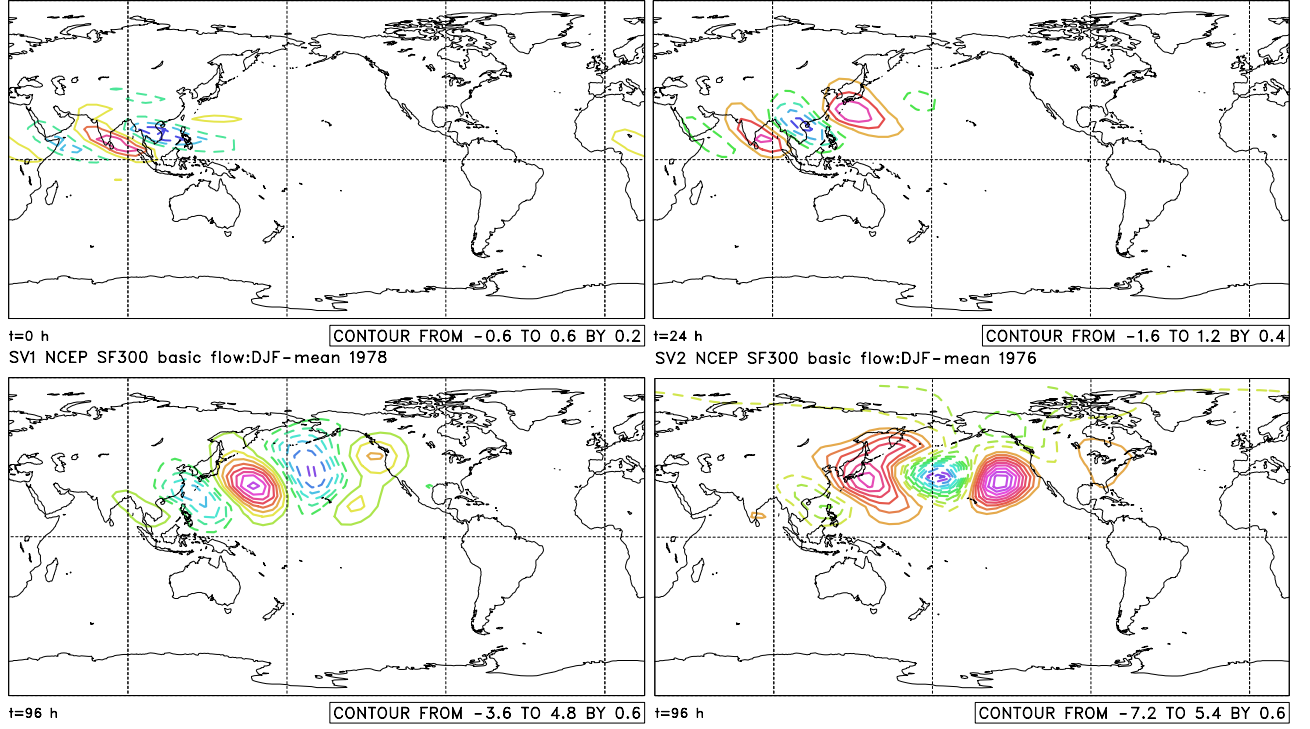 t=0 h
CONTOUR FROM -0.6 TO 0.6 BY 0.2
t=24 h
CONTOUR FROM -1.6 TO 1.2 BY 0.4
SV1 NCEP SF300 basic flow:DJF-mean 1978
SV2 NCEP SF300 basic flow:DJF-mean 1976
t=96 h
CONTOUR FROM -3.6 TO 4.8 BY 0.6
t=96 h
CONTOUR FROM -7.2 TO 5.4 BY 0.6